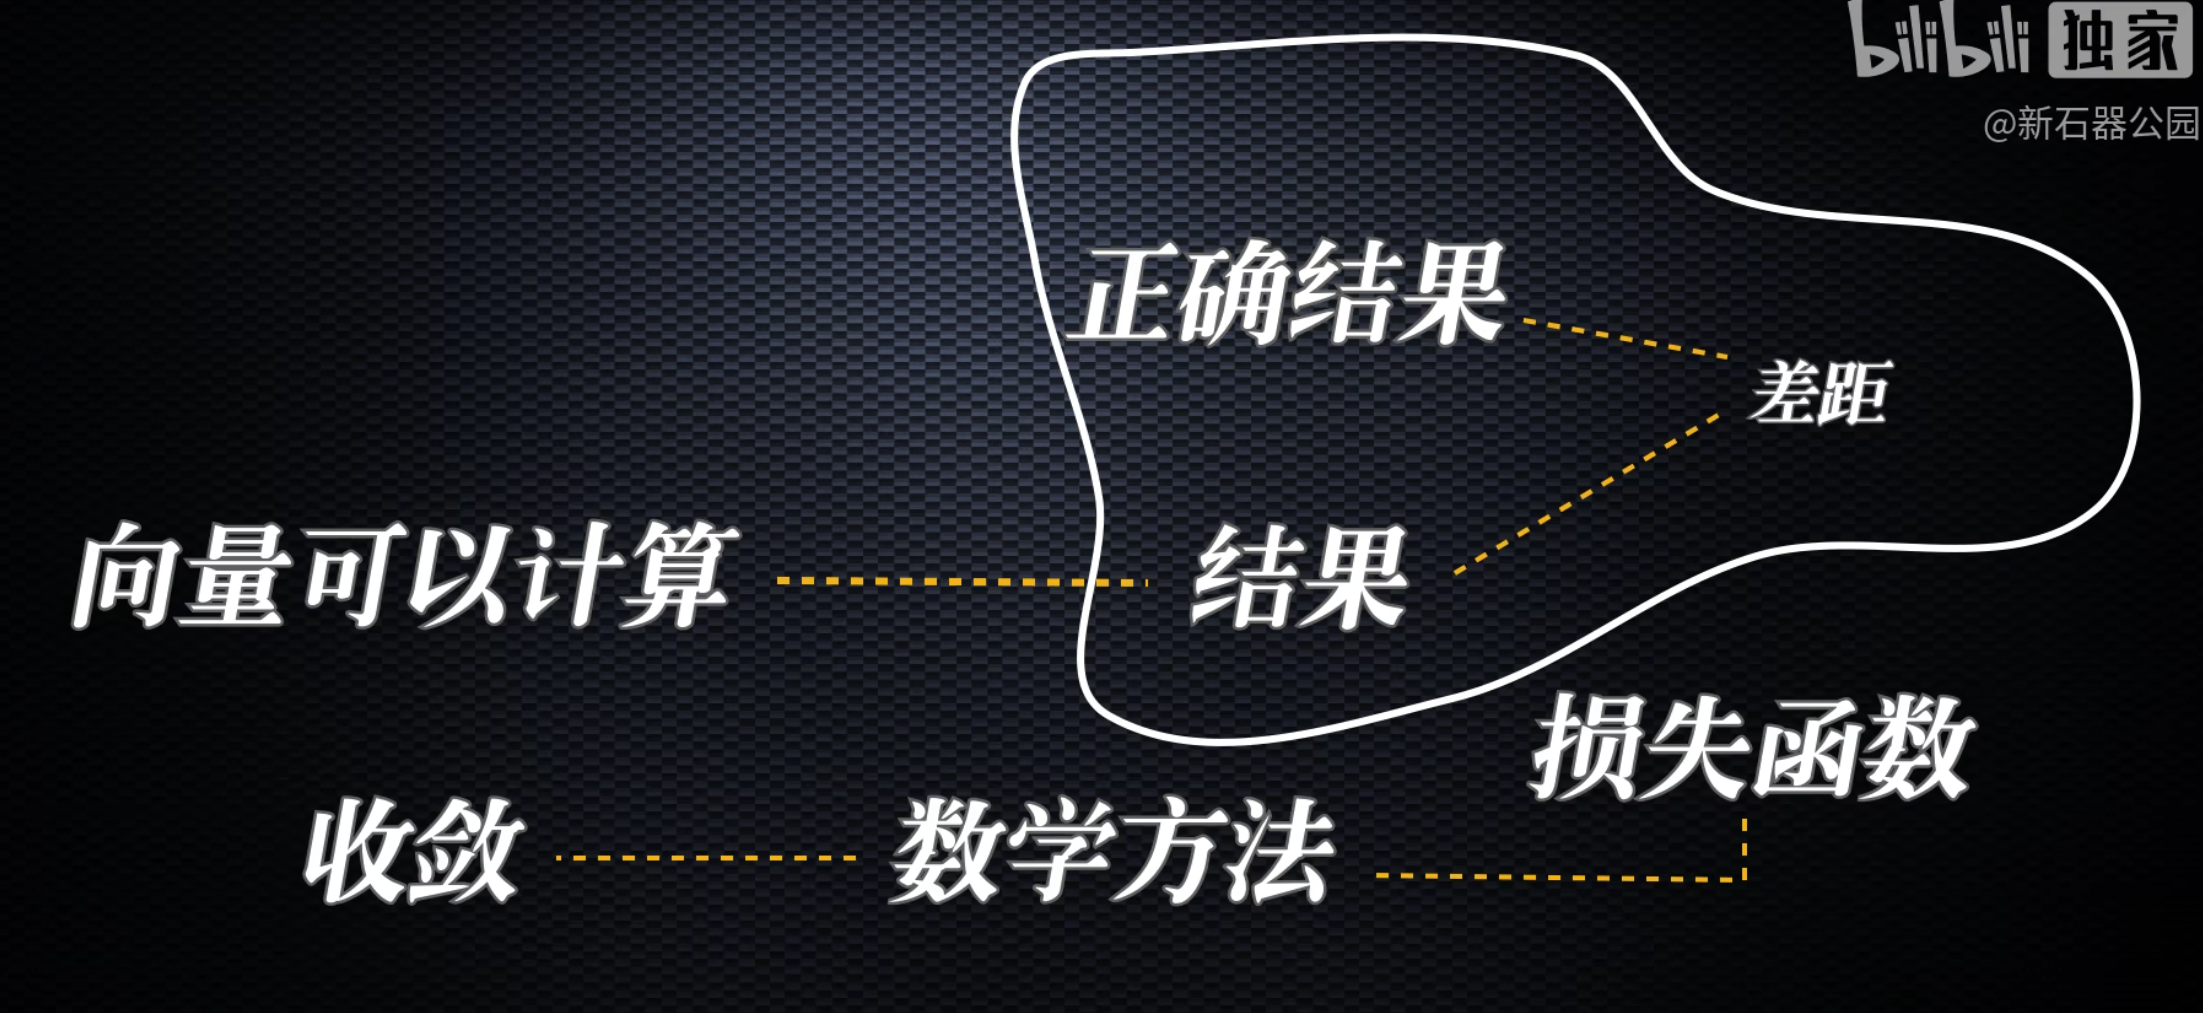 bilibili 独家
@新石器公园
正确结果
差距
向量可以计算
结果
损失函数
收敛
数学方法